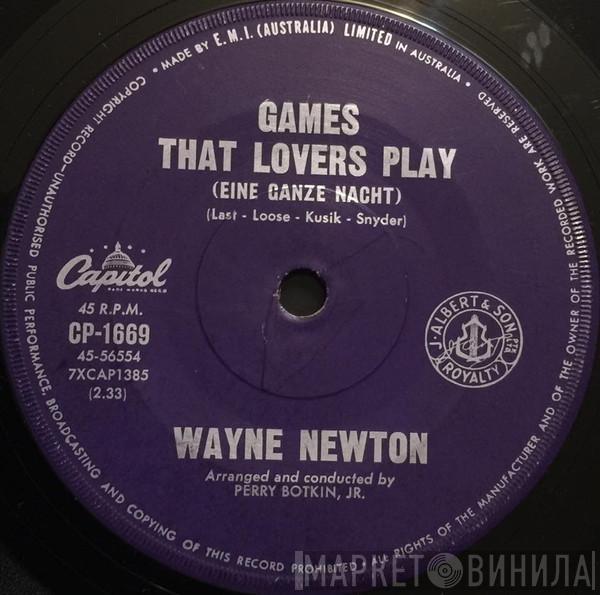 • MADE BY E.M.I. (AUSTRALIA) LIMITED IN AUSTRALIA •
GAMES
THAT LOVERS PLAY
(EINE GANZE NACHT)
(Last - Loose - Kusik - Snyder)
Capitol
45 R.P.M.
CP-1669
45-56554
7XCAP1385
(2.33)
J. ALBERT & SON PTY. LTD.
ROYALTY
WAYNE NEWTON
Arranged and conducted by
PERRY BOTKIN, JR.
COPYRIGHT RECORD—UNAUTHORISED PUBLIC PERFORMANCE, BROADCASTING AND COPYING OF THIS RECORD PROHIBITED • ALL RIGHTS OF THE MANUFACTURER AND OF THE OWNER OF THE RECORDED WORK ARE RESERVED
МАРКЕТ ВИНИЛА